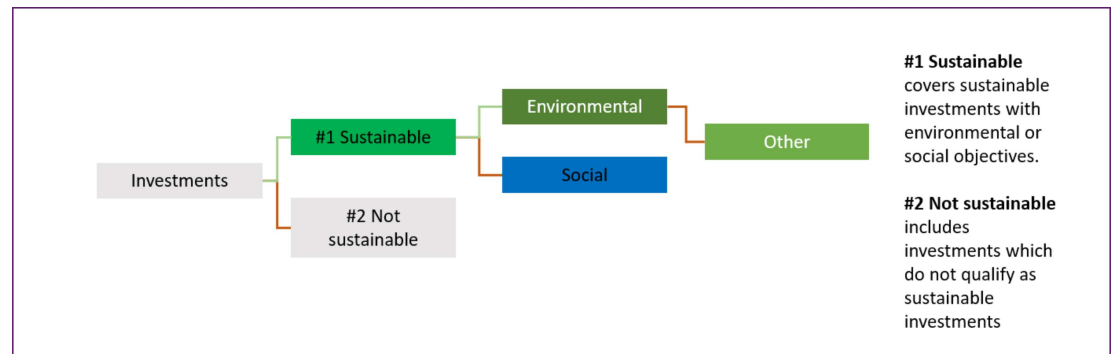 Investments
#1 Sustainable
#2 Not
sustainable
Environmental
Social
Other
#1 Sustainable
covers sustainable
investments with
environmental or
social objectives.
#2 Not sustainable
includes
investments which
do not qualify as
sustainable
investments